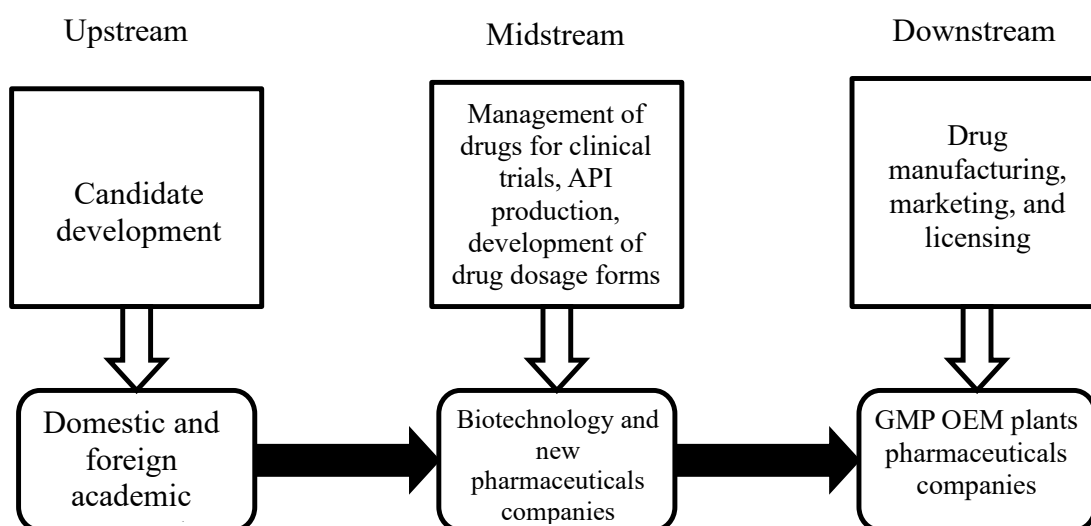 Upstream
Midstream
Downstream
Candidate
development
Management of
drugs for clinical
trials, API
production,
development of
drug dosage forms
Drug
manufacturing,
marketing, and
licensing
Domestic and
foreign
academic
Biotechnology and
new
pharmaceuticals
companies
GMP OEM plants
pharmaceuticals
companies